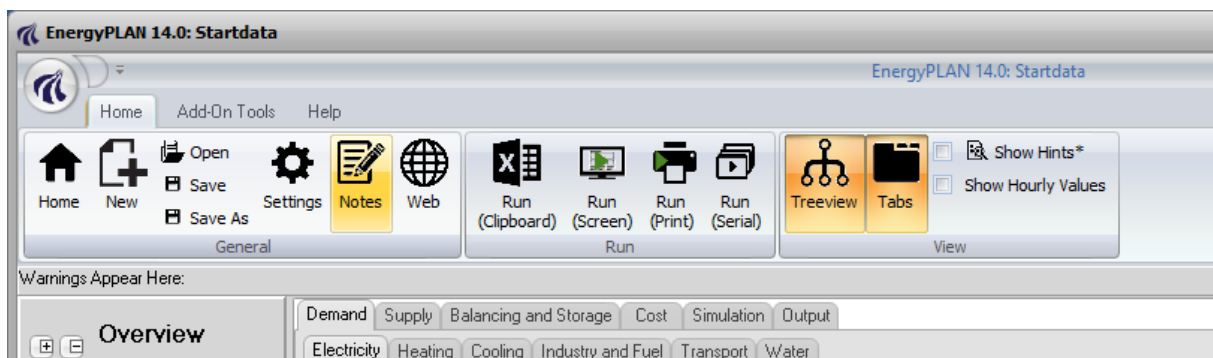 EnergyPLAN 14.0: Startdata
EnergyPLAN 14.0: Startdata
Home Add-On Tools Help
Home
New
Open
Save
Save As
Settings
Notes
Web
General
Run
(Clipboard)
Run
(Screen)
Run
(Print)
Run
(Serial)
Run
Treeview
Tabs
Show Hints*
Show Hourly Values
View
Warnings Appear Here:
Overview
Demand Supply Balancing and Storage Cost Simulation Output
Electricity Heating Cooling Industry and Fuel Transport Water